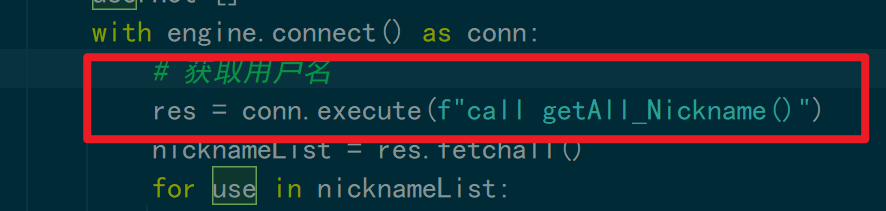 with engine.connect() as conn:
# 获取用户名
res = conn.execute(f"call getAll_Nickname()")
nicknameList = res.fetchall()
for use in nicknameList: